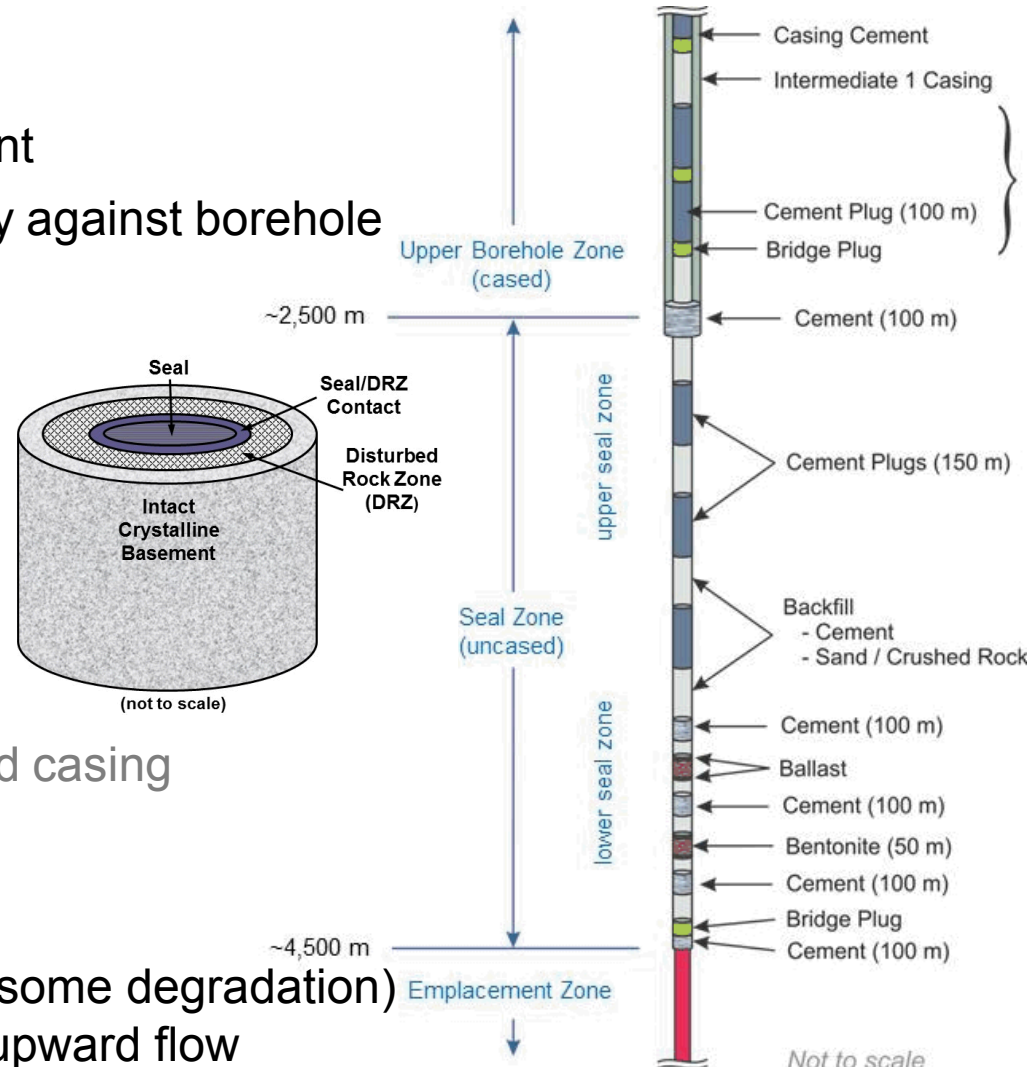 nt
y against borehole
d casing
some degradation)
upward flow
Seal
Seal/DRZ
Contact
Disturbed
Rock Zone
(DRZ)
Intact
Crystalline
Basement
(not to scale)
Upper Borehole Zone
(cased)
~2,500 m
Seal Zone
(uncased)
~4,500 m
Emplacement Zone
upper seal zone
lower seal zone
Casing Cement
Intermediate 1 Casing
Cement Plug (100 m)
Bridge Plug
Cement (100 m)
Cement Plugs (150 m)
Backfill
- Cement
- Sand / Crushed Rock
Cement (100 m)
Ballast
Cement (100 m)
Bentonite (50 m)
Cement (100 m)
Bridge Plug
Cement (100 m)
Not to scale